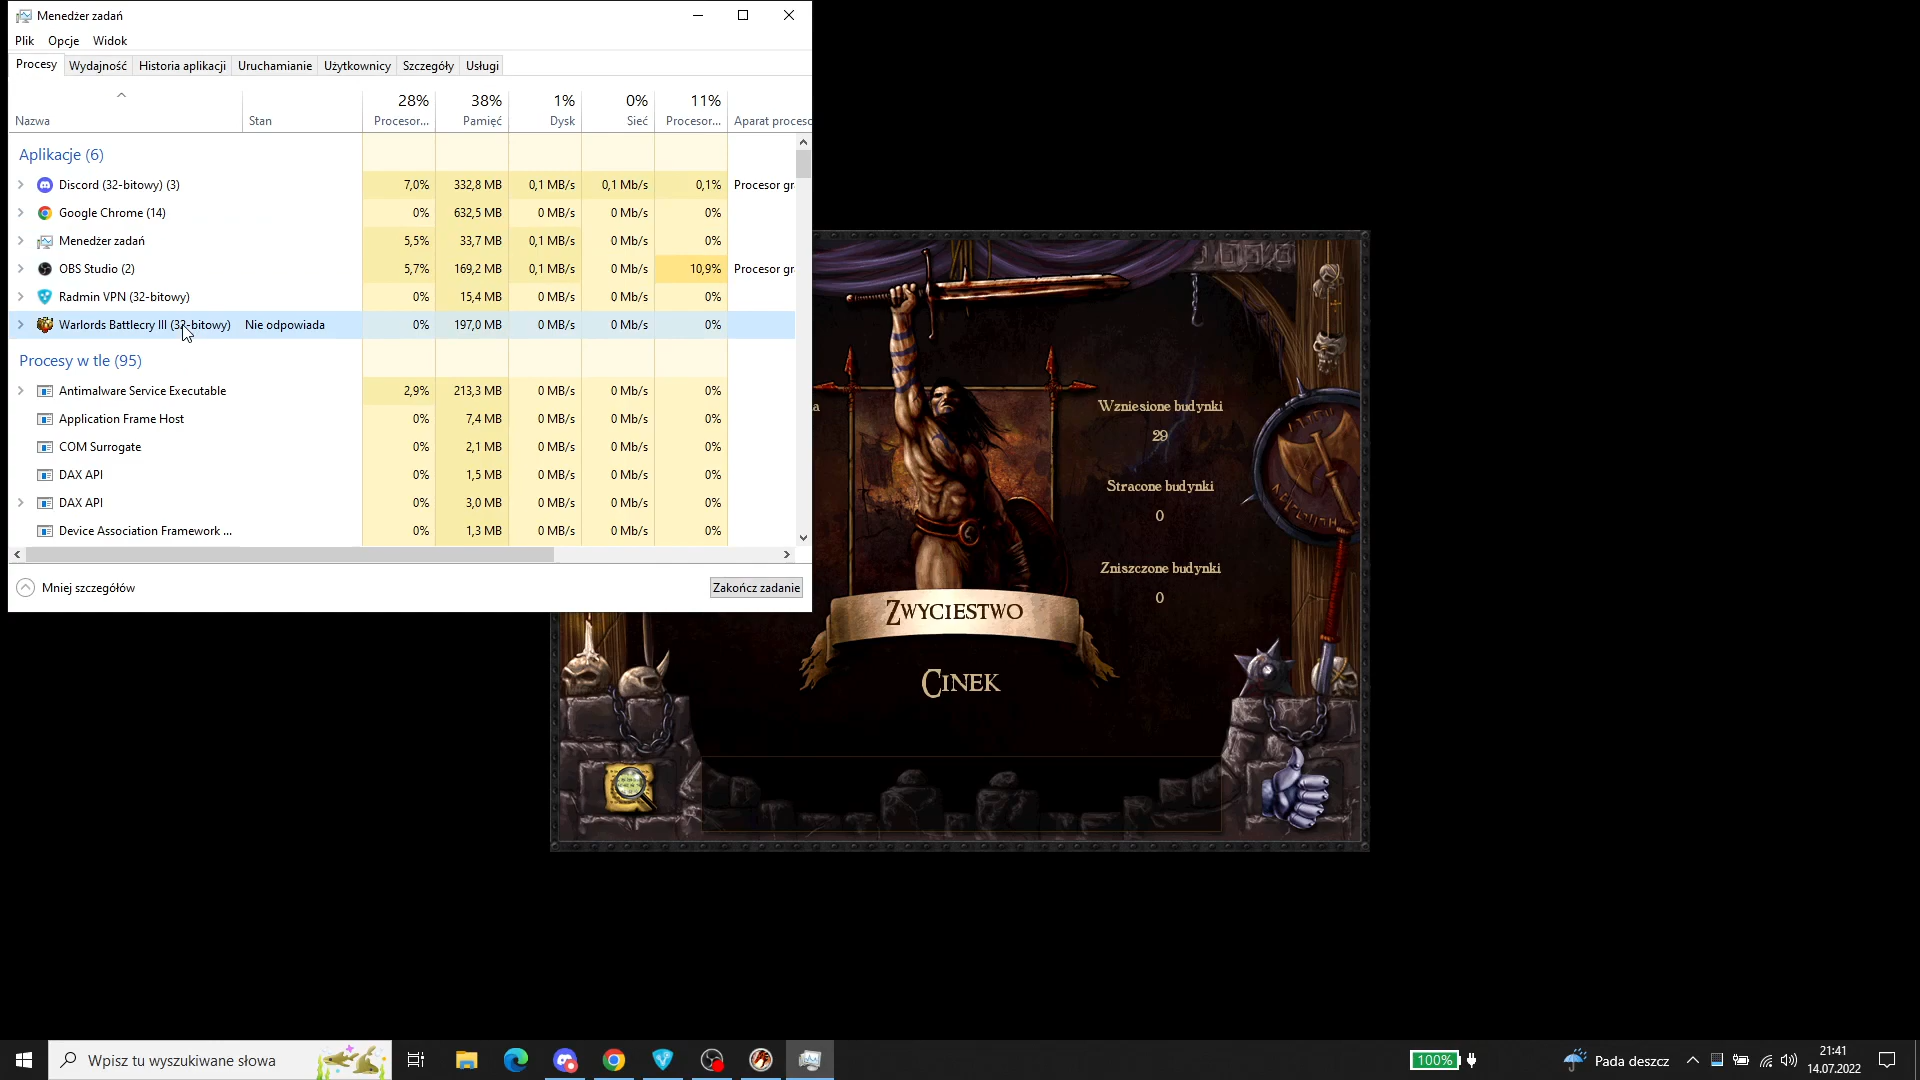 Menedżer zadań
Plik Opcje Widok
Procesy Wydajność Historia aplikacji Uruchamianie Użytkownicy Szczegóły Usługi
28% 38% 1% 0% 11%
Nazwa Stan Procesor... Pamięć Dysk Sieć Procesor... Aparat proceso
Aplikacje (6)
Discord (32-bitowy) (3) 7,0% 332,8 MB 0,1 MB/s 0,1 Mb/s 0,1% Procesor gr
Google Chrome (14) 0% 632,5 MB 0 MB/s 0 Mb/s 0%
Menedżer zadań 5,5% 33,7 MB 0,1 MB/s 0 Mb/s 0%
OBS Studio (2) 5,7% 169,2 MB 0,1 MB/s 0 Mb/s 10,9% Procesor gr
Radmin VPN (32-bitowy) 0% 15,4 MB 0 MB/s 0 Mb/s 0%
Warlords Battlecry III (32-bitowy) Nie odpowiada 0% 197,0 MB 0 MB/s 0 Mb/s 0%
Procesy w tle (95)
Antimalware Service Executable 2,9% 213,3 MB 0 MB/s 0 Mb/s 0%
Application Frame Host 0% 7,4 MB 0 MB/s 0 Mb/s 0%
COM Surrogate 0% 2,1 MB 0 MB/s 0 Mb/s 0%
DAX API 0% 1,5 MB 0 MB/s 0 Mb/s 0%
DAX API 0% 3,0 MB 0 MB/s 0 Mb/s 0%
Device Association Framework ... 0% 1,3 MB 0 MB/s 0 Mb/s 0%
Mniej szczegółów
Zakończ zadanie
a
Wzniesione budynki
29
Stracone budynki
0
Zniszczone budynki
0
Zwyciestwo
Cinek
Wpisz tu wyszukiwane słowa
100%
Pada deszcz
21:41
14.07.2022